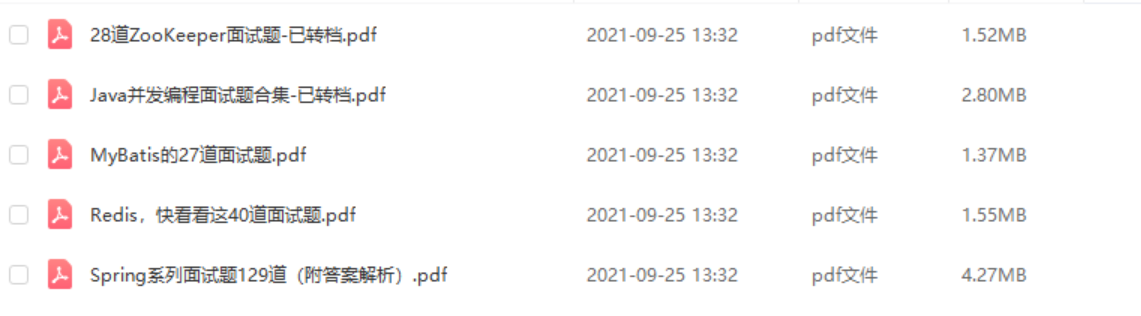 28道ZooKeeper面试题-已转档.pdf 2021-09-25 13:32 pdf文件 1.52MB
Java并发编程面试题合集-已转档.pdf 2021-09-25 13:32 pdf文件 2.80MB
MyBatis的27道面试题.pdf 2021-09-25 13:32 pdf文件 1.37MB
Redis，快看看这40道面试题.pdf 2021-09-25 13:32 pdf文件 1.55MB
Spring系列面试题129道（附答案解析）.pdf 2021-09-25 13:32 pdf文件 4.27MB